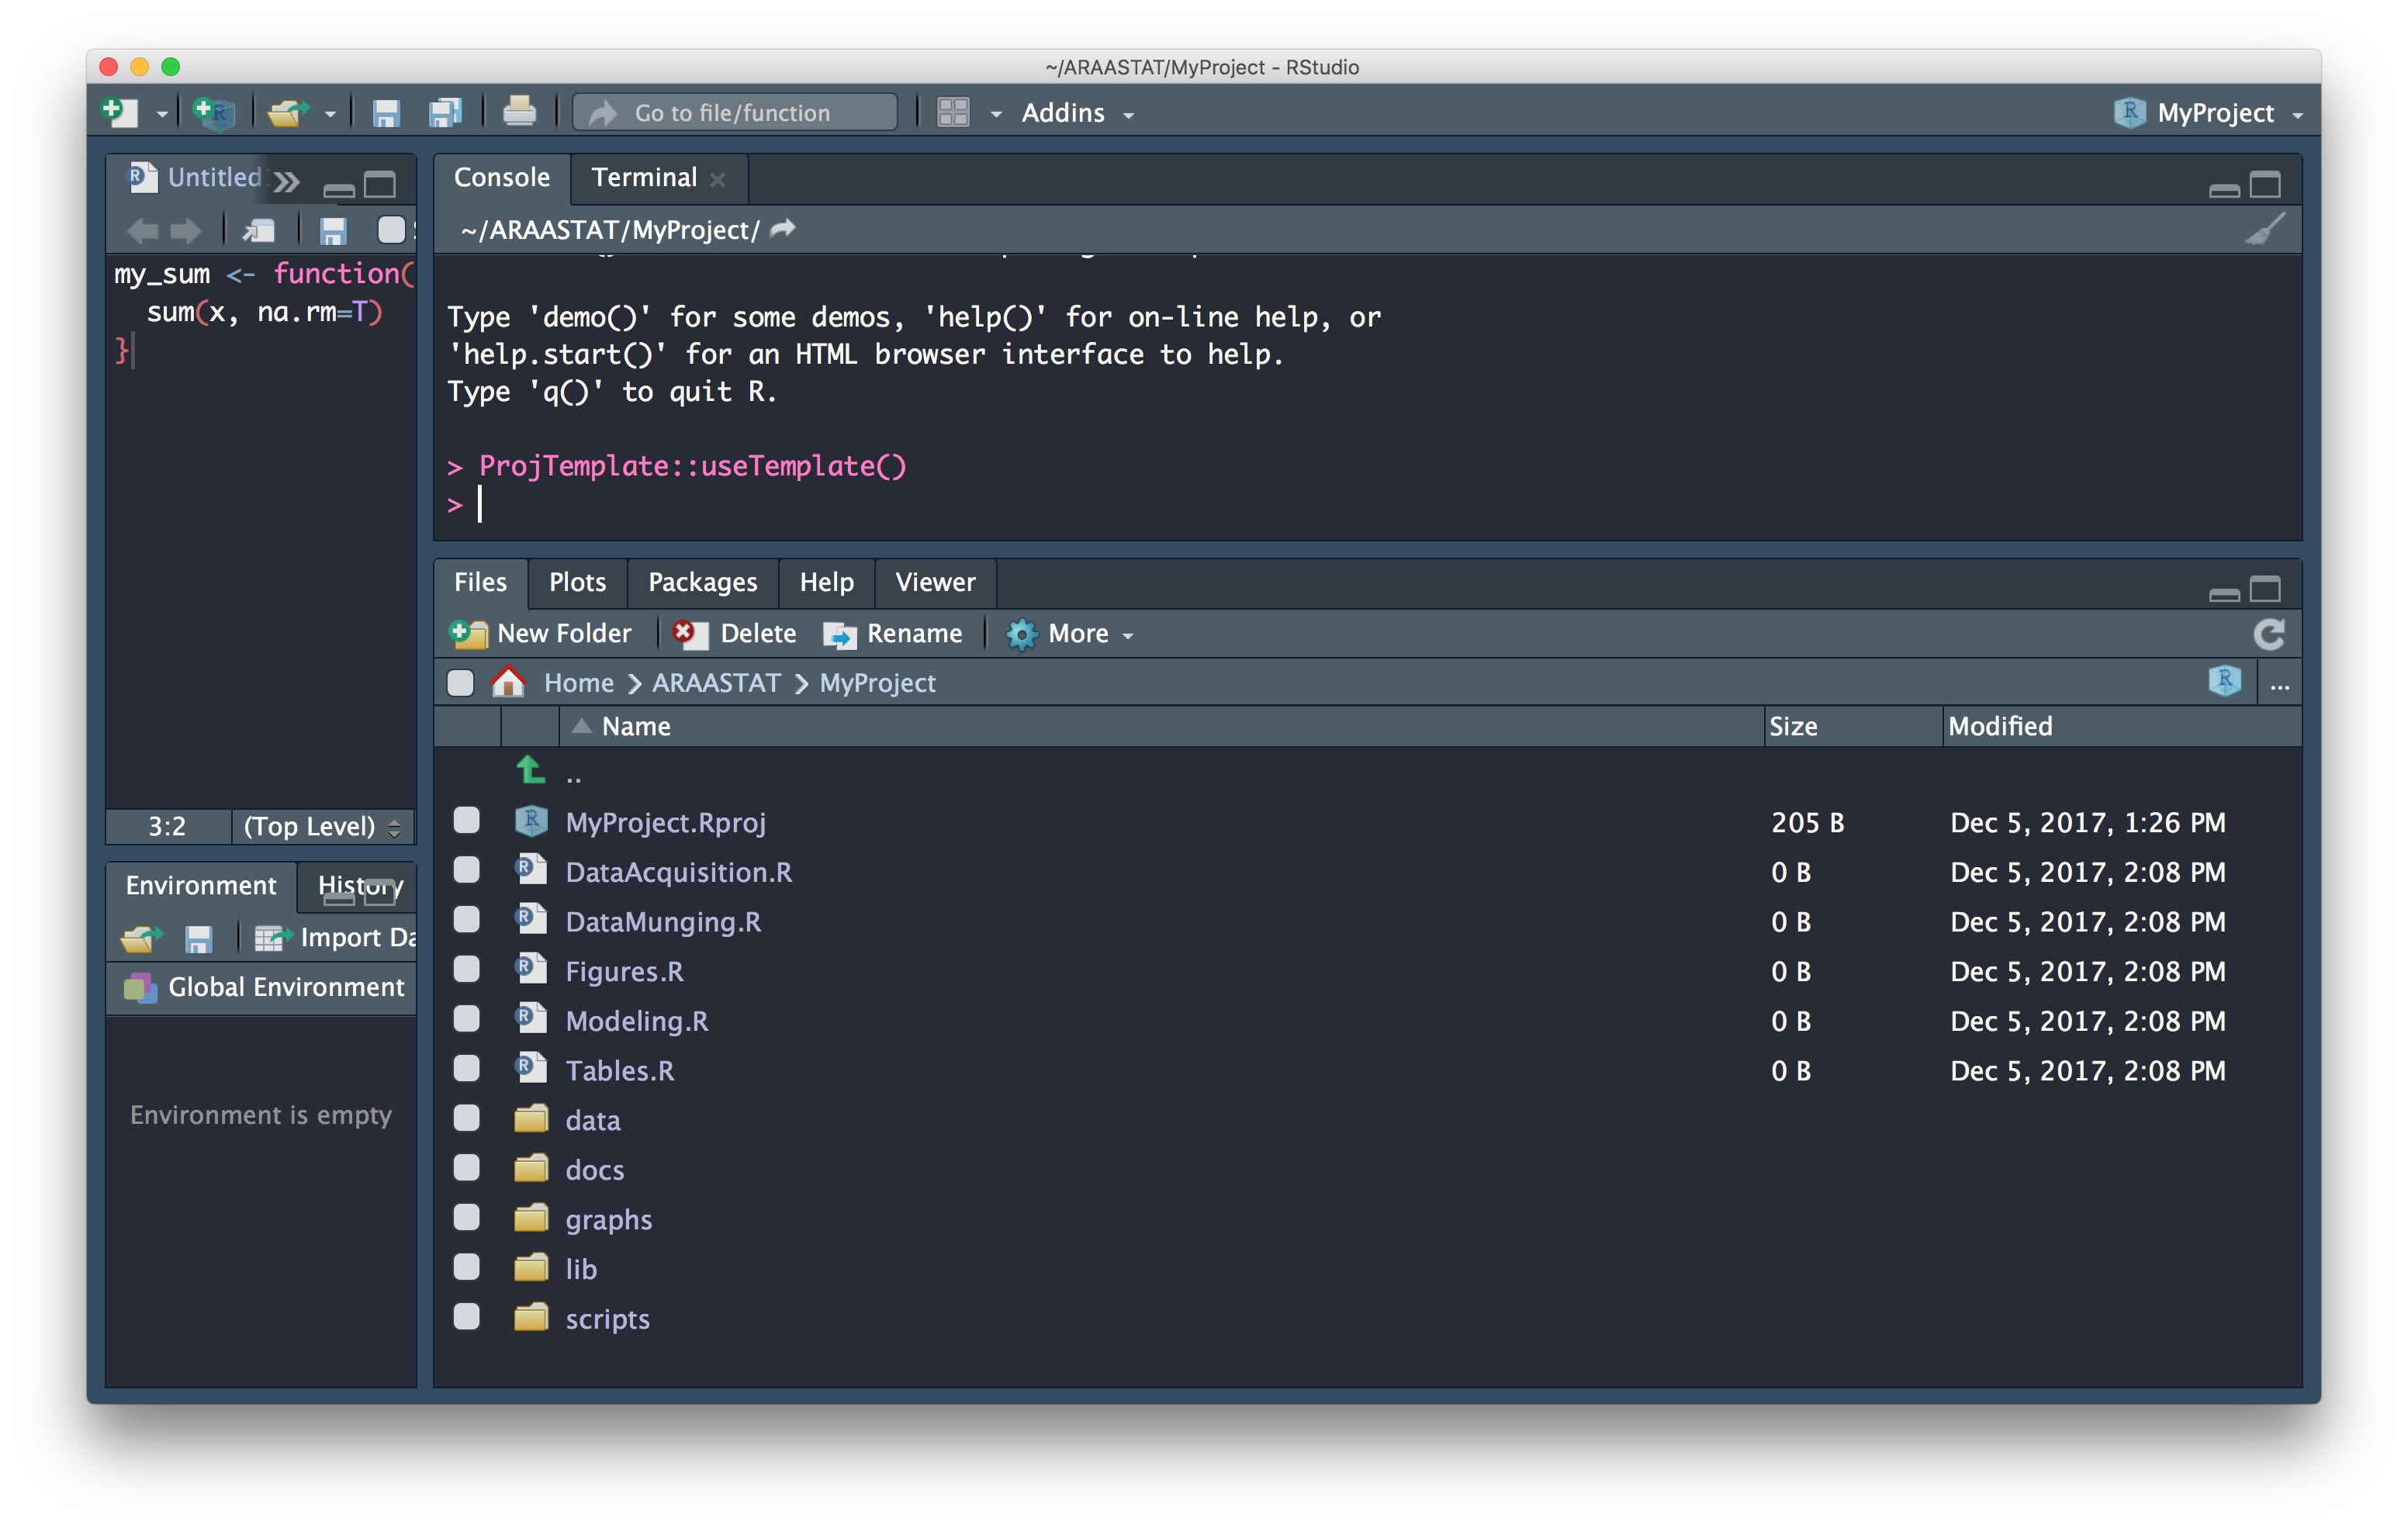 ~/ARAASTAT/MyProject - RStudio
Go to file/function
Addins
MyProject
Untitled
my_sum <- function(
sum(x, na.rm=T)
}
3:2 (Top Level)
Environment History
Import Da
Global Environment
Environment is empty
Console Terminal
~/ARAASTAT/MyProject/
Type 'demo()' for some demos, 'help()' for on-line help, or
'help.start()' for an HTML browser interface to help.
Type 'q()' to quit R.
> ProjTemplate::useTemplate()
>
Files Plots Packages Help Viewer
New Folder Delete Rename More
Home ARAASTAT MyProject ...
Name Size Modified
..
MyProject.Rproj 205 B Dec 5, 2017, 1:26 PM
DataAcquisition.R 0 B Dec 5, 2017, 2:08 PM
DataMunging.R 0 B Dec 5, 2017, 2:08 PM
Figures.R 0 B Dec 5, 2017, 2:08 PM
Modeling.R 0 B Dec 5, 2017, 2:08 PM
Tables.R 0 B Dec 5, 2017, 2:08 PM
data
docs
graphs
lib
scripts